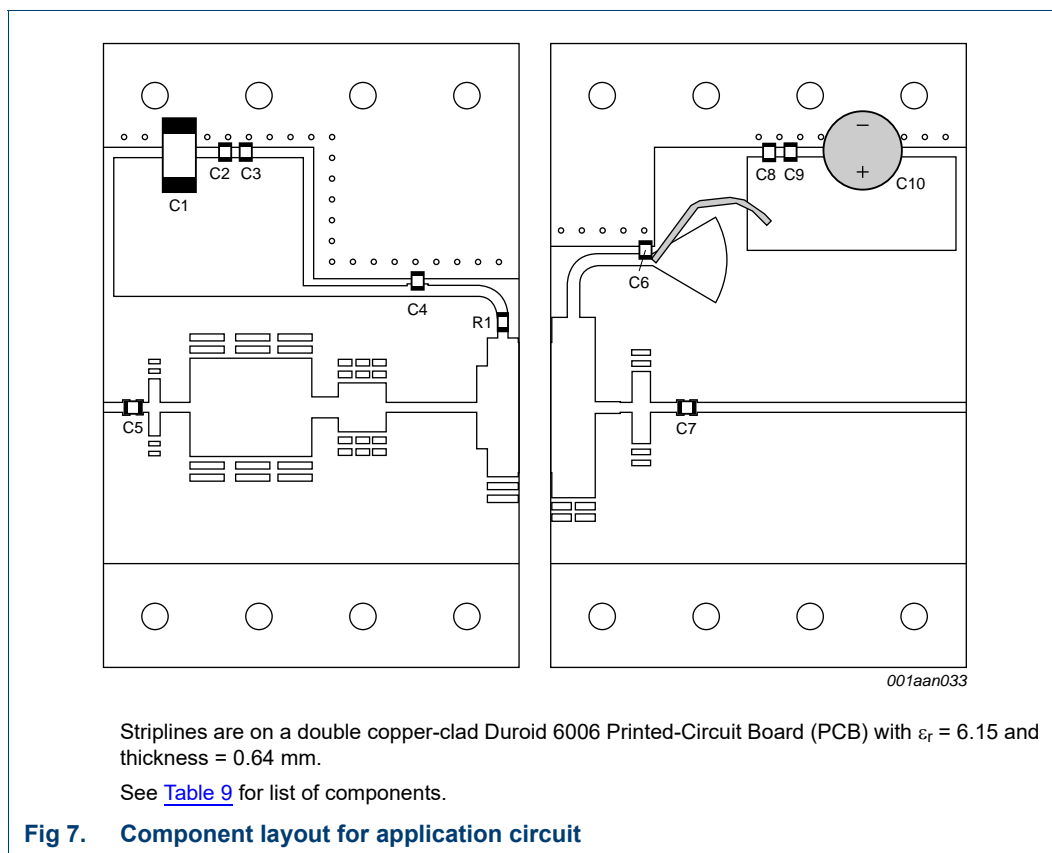 C1
C2
C3
C4
R1
C5
C6
C7
C8
C9
−
+
C10
001aan033
Striplines are on a double copper-clad Duroid 6006 Printed-Circuit Board (PCB) with εr = 6.15 and
thickness = 0.64 mm.
See Table 9 for list of components.
Fig 7. Component layout for application circuit